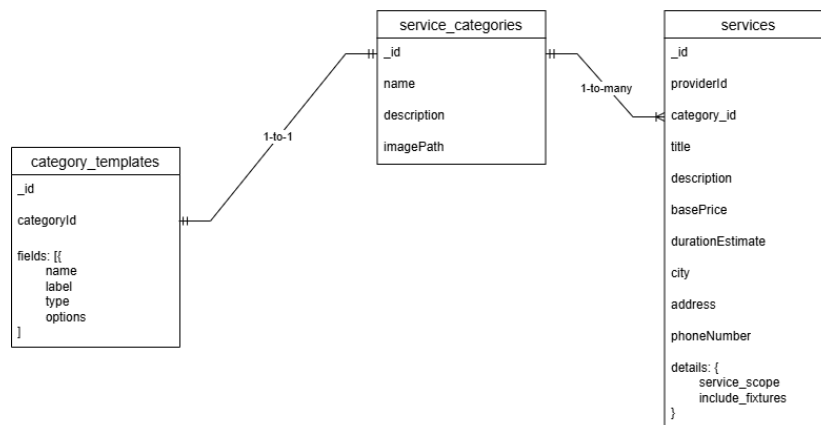 service_categories
_id
name
description
imagePath
services
_id
providerId
category_id
title
description
basePrice
durationEstimate
city
address
phoneNumber
details: {
service_scope
include_fixtures
}
1-to-many
1-to-1
category_templates
_id
categoryId
fields: [{
name
label
type
options
]